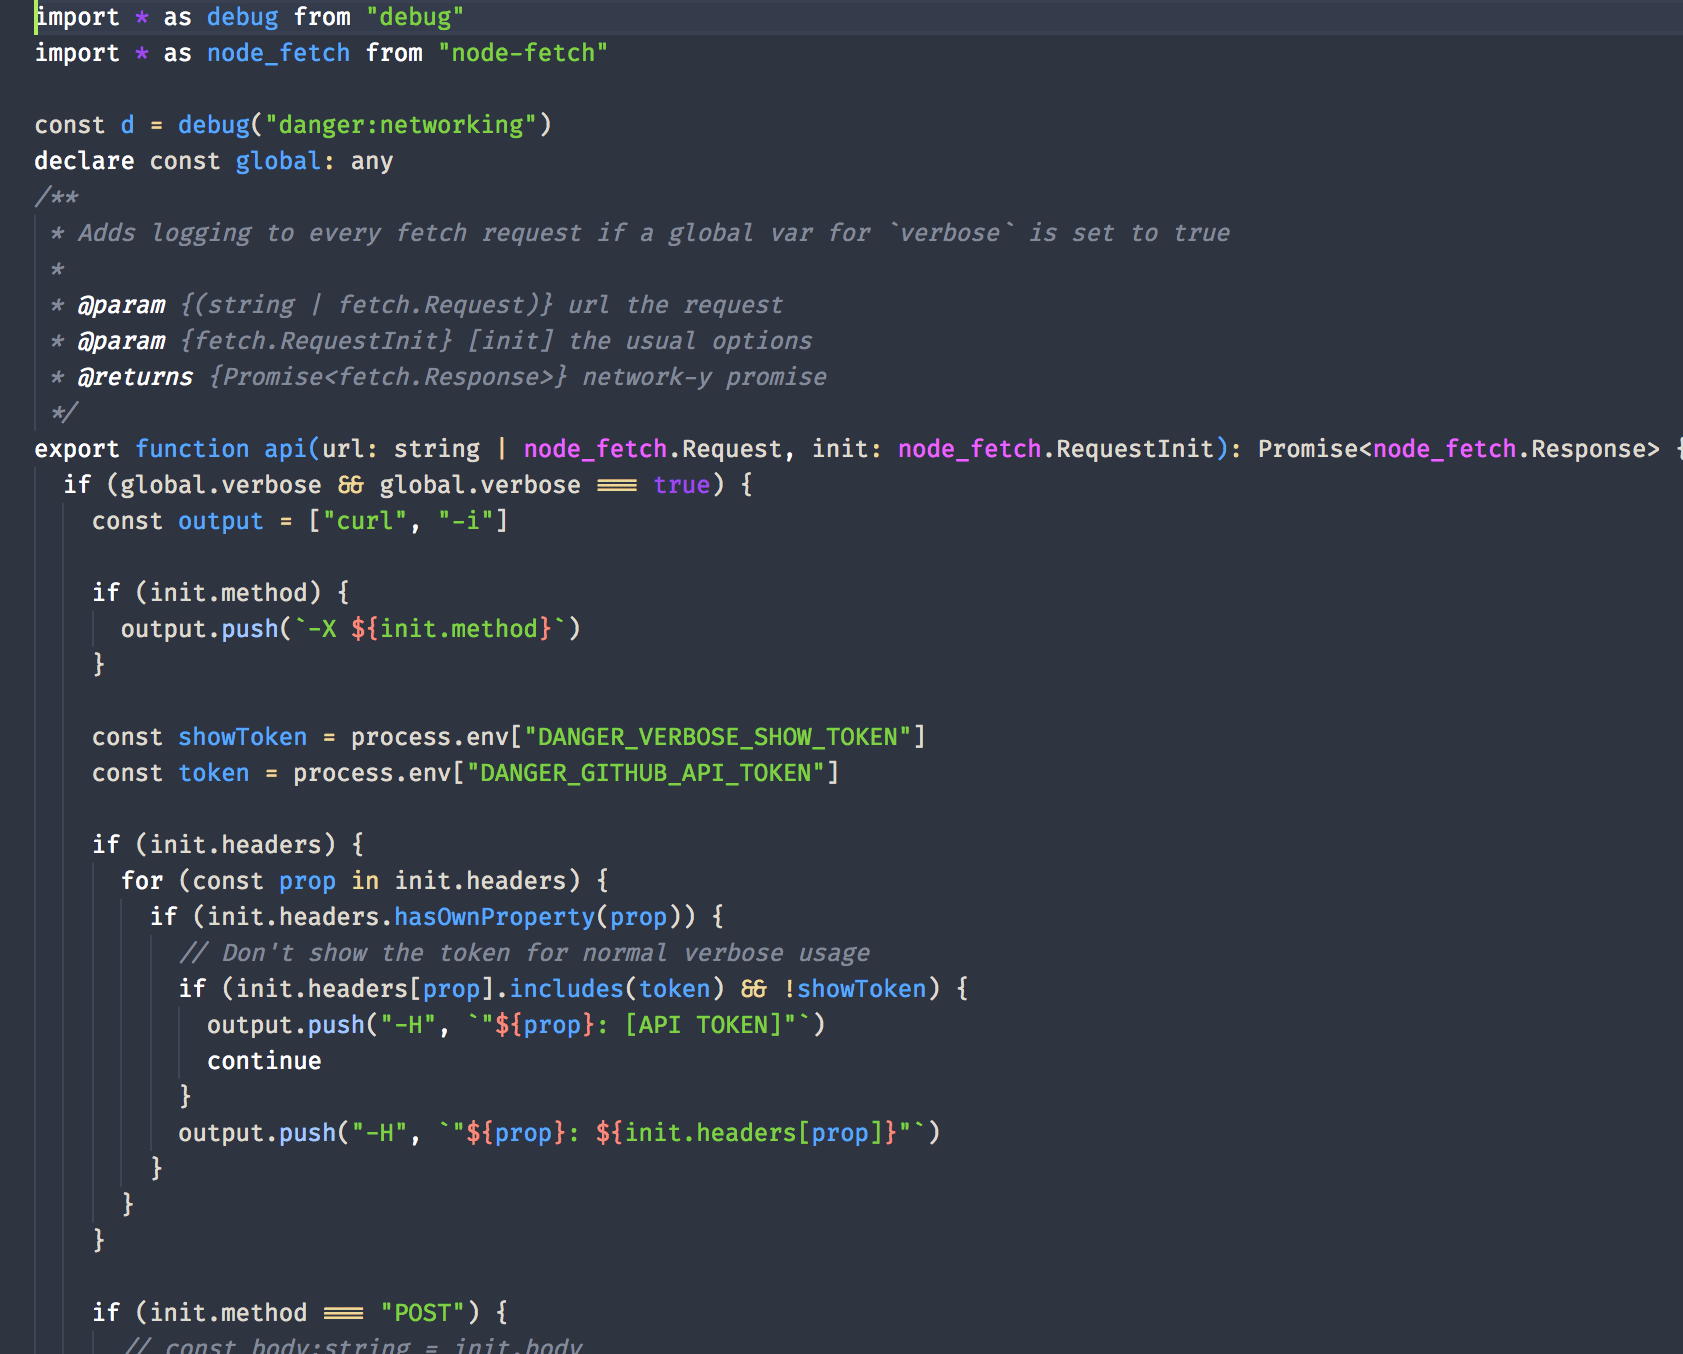 import * as debug from "debug"
import * as node_fetch from "node-fetch"
const d = debug("danger:networking")
declare const global: any
/**
* Adds logging to every fetch request if a global var for `verbose` is set to true
*
* @param {(string | fetch.Request)} url the request
* @param {fetch.RequestInit} [init] the usual options
* @returns {Promise<fetch.Response>} network-y promise
*/
export function api(url: string | node_fetch.Request, init: node_fetch.RequestInit): Promise<node_fetch.Response> {
if (global.verbose && global.verbose === true) {
const output = ["curl", "-i"]
if (init.method) {
output.push(`-X ${init.method}`)
}
const showToken = process.env["DANGER_VERBOSE_SHOW_TOKEN"]
const token = process.env["DANGER_GITHUB_API_TOKEN"]
if (init.headers) {
for (const prop in init.headers) {
if (init.headers.hasOwnProperty(prop)) {
// Don't show the token for normal verbose usage
if (init.headers[prop].includes(token) && !showToken) {
output.push("-H", `"${prop}: [API TOKEN]"`)
continue
}
output.push("-H", `"${prop}: ${init.headers[prop]}"`)
}
}
}
if (init.method === "POST") {
// const body:string = init.body